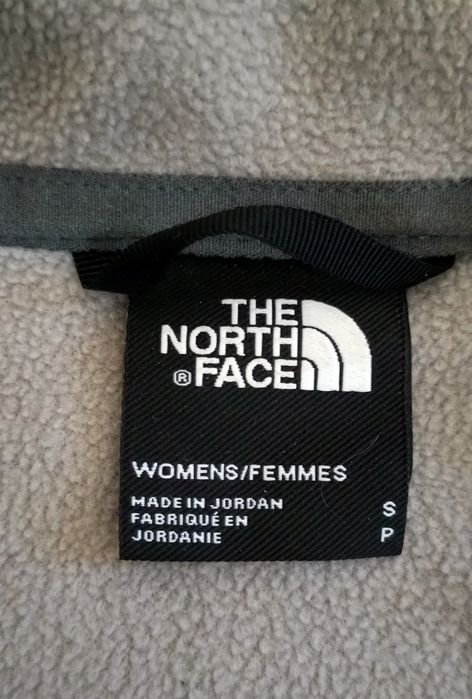 THE
NORTH
® FACE
WOMENS/FEMMES
MADE IN JORDAN
FABRIQUÉ EN
JORDANIE
S
P